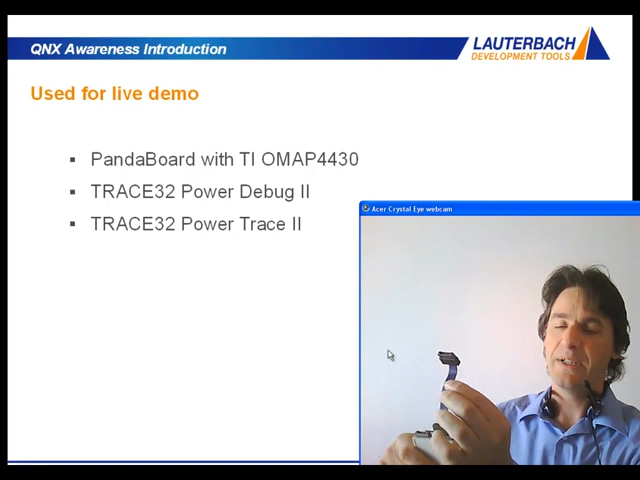 QNX Awareness Introduction
LAUTERBACH
DEVELOPMENT TOOLS
Used for live demo
PandaBoard with TI OMAP4430
TRACE32 Power Debug II
TRACE32 Power Trace II
Acer Crystal Eye webcam